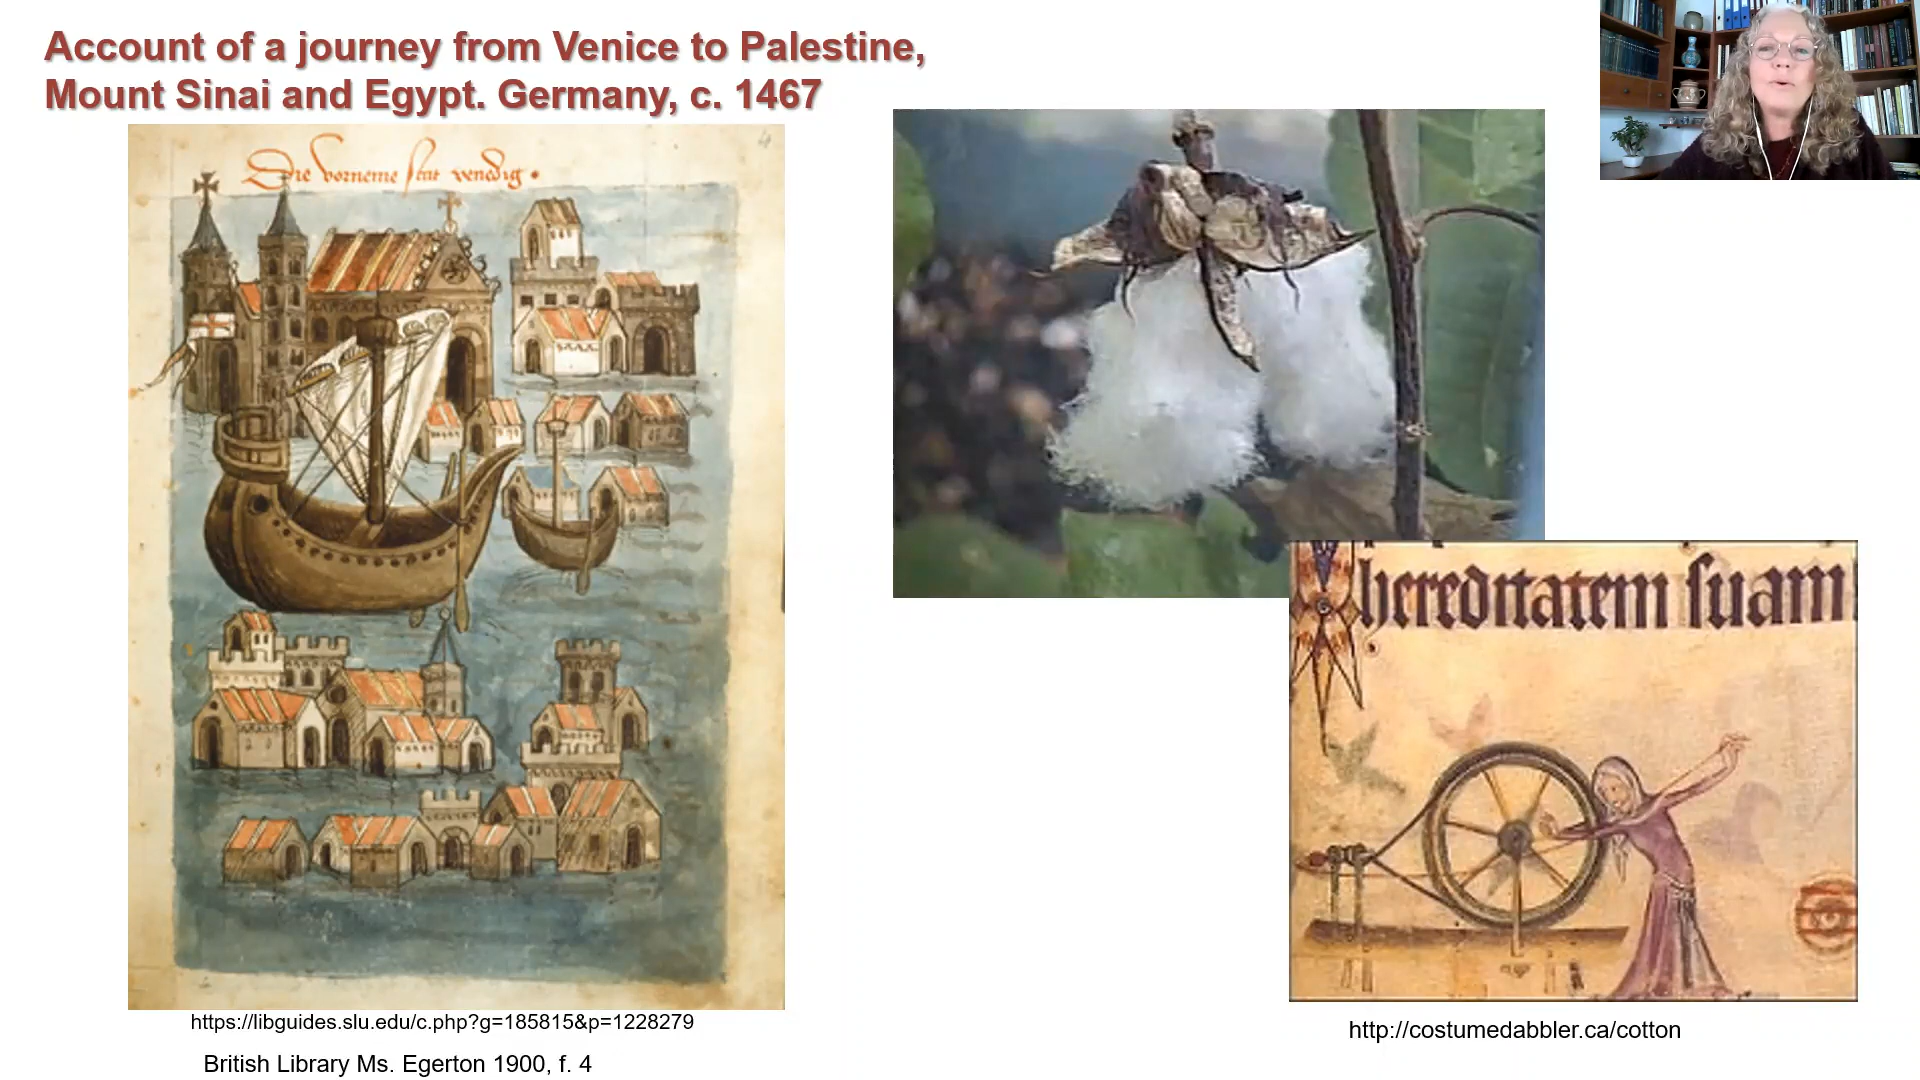 Account of a journey from Venice to Palestine,
Mount Sinai and Egypt. Germany, c. 1467
Die vorneme stat venedig.
hereditatem suam
https://libguides.slu.edu/c.php?g=185815&p=1228279
British Library Ms. Egerton 1900, f. 4
http://costumedabbler.ca/cotton